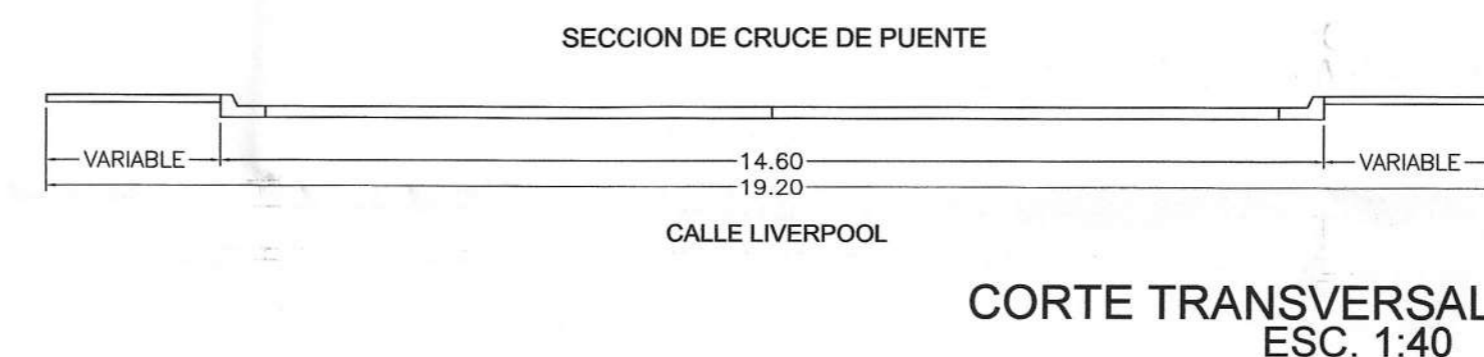 SECCION DE CRUCE DE PUENTE
VARIABLE 14.60 VARIABLE
19.20
CALLE LIVERPOOL
CORTE TRANSVERSAL
ESC. 1:40